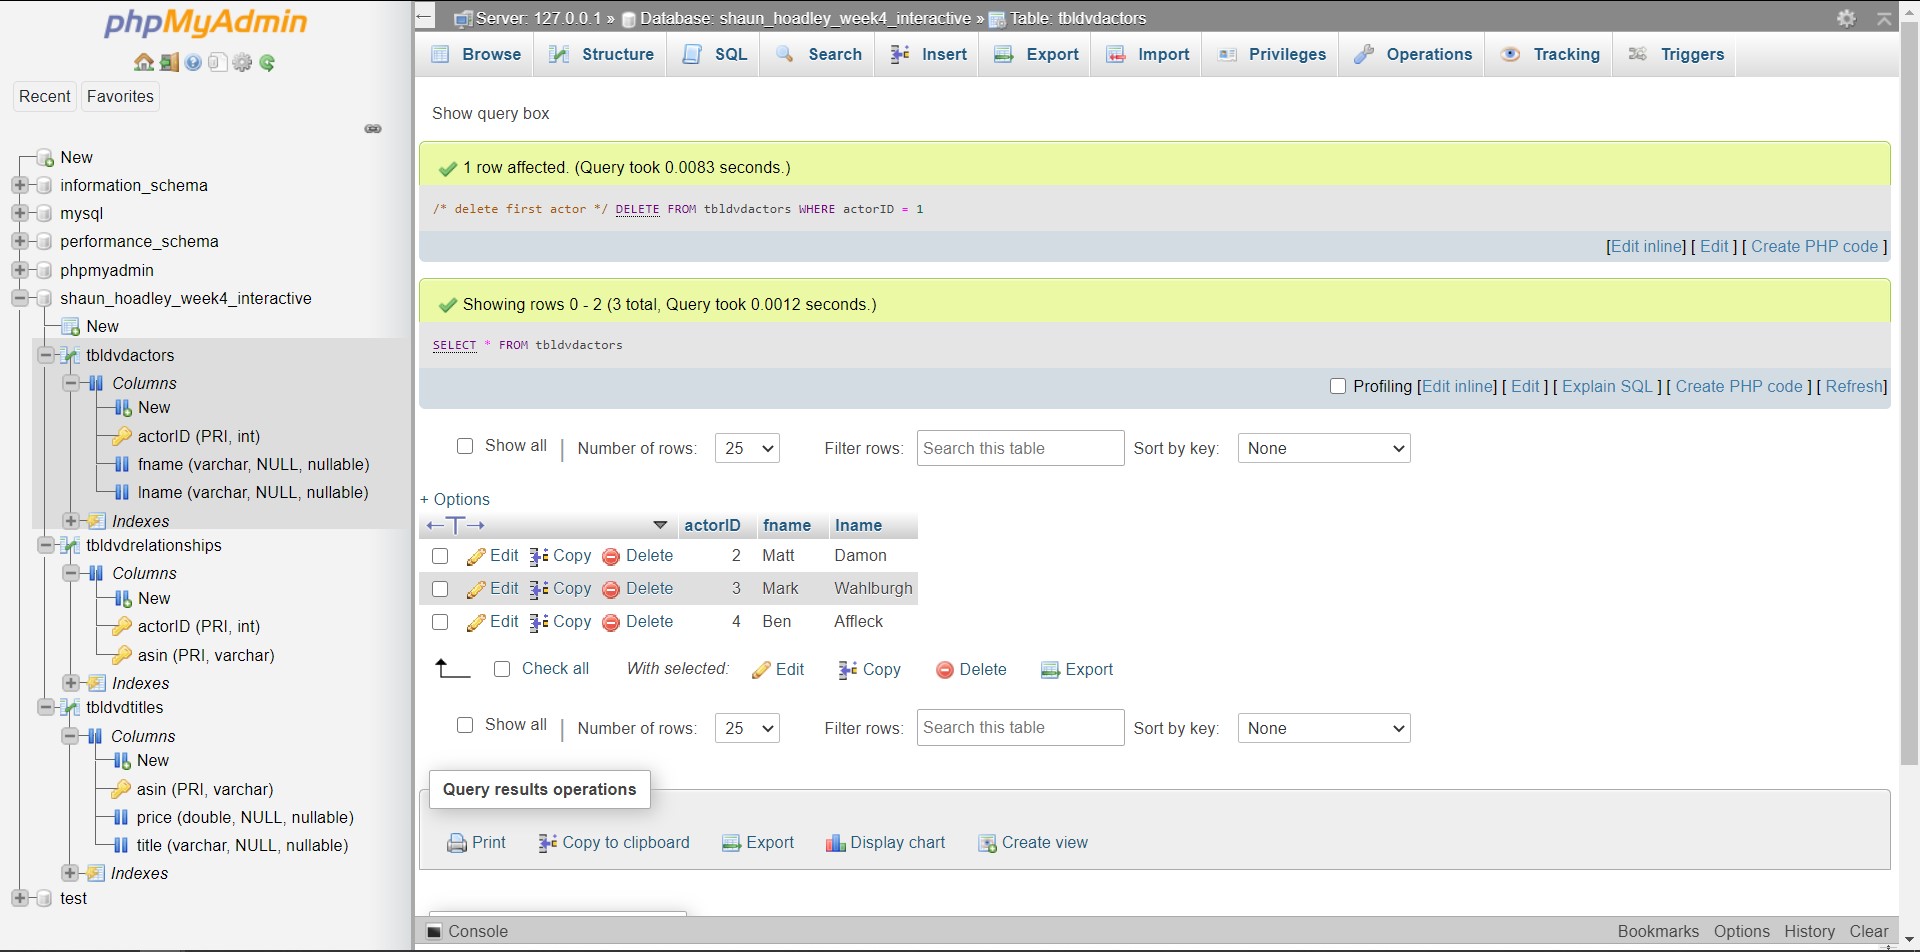 phpMyAdmin
Recent Favorites
New
information_schema
mysql
performance_schema
phpmyadmin
shaun_hoadley_week4_interactive
New
tbldvdactors
Columns
New
actorID (PRI, int)
fname (varchar, NULL, nullable)
lname (varchar, NULL, nullable)
Indexes
tbldvdrelationships
Columns
New
actorID (PRI, int)
asin (PRI, varchar)
Indexes
tbldvdtitles
Columns
New
asin (PRI, varchar)
price (double, NULL, nullable)
title (varchar, NULL, nullable)
Indexes
test
Server: 127.0.0.1 » Database: shaun_hoadley_week4_interactive » Table: tbldvdactors
Browse Structure SQL Search Insert Export Import Privileges Operations Tracking Triggers
Show query box
1 row affected. (Query took 0.0083 seconds.)
/* delete first actor */ DELETE FROM tbldvdactors WHERE actorID = 1
[Edit inline] [ Edit ] [ Create PHP code ]
Showing rows 0 - 2 (3 total, Query took 0.0012 seconds.)
SELECT * FROM tbldvdactors
Profiling [Edit inline] [ Edit ] [ Explain SQL ] [ Create PHP code ] [ Refresh]
Show all | Number of rows: 25 Filter rows: Search this table Sort by key: None
+ Options
←T→ actorID fname lname
Edit Copy Delete 2 Matt Damon
Edit Copy Delete 3 Mark Wahlburgh
Edit Copy Delete 4 Ben Affleck
Check all With selected: Edit Copy Delete Export
Show all | Number of rows: 25 Filter rows: Search this table Sort by key: None
Query results operations
Print Copy to clipboard Export Display chart Create view
Console Bookmarks Options History Clear